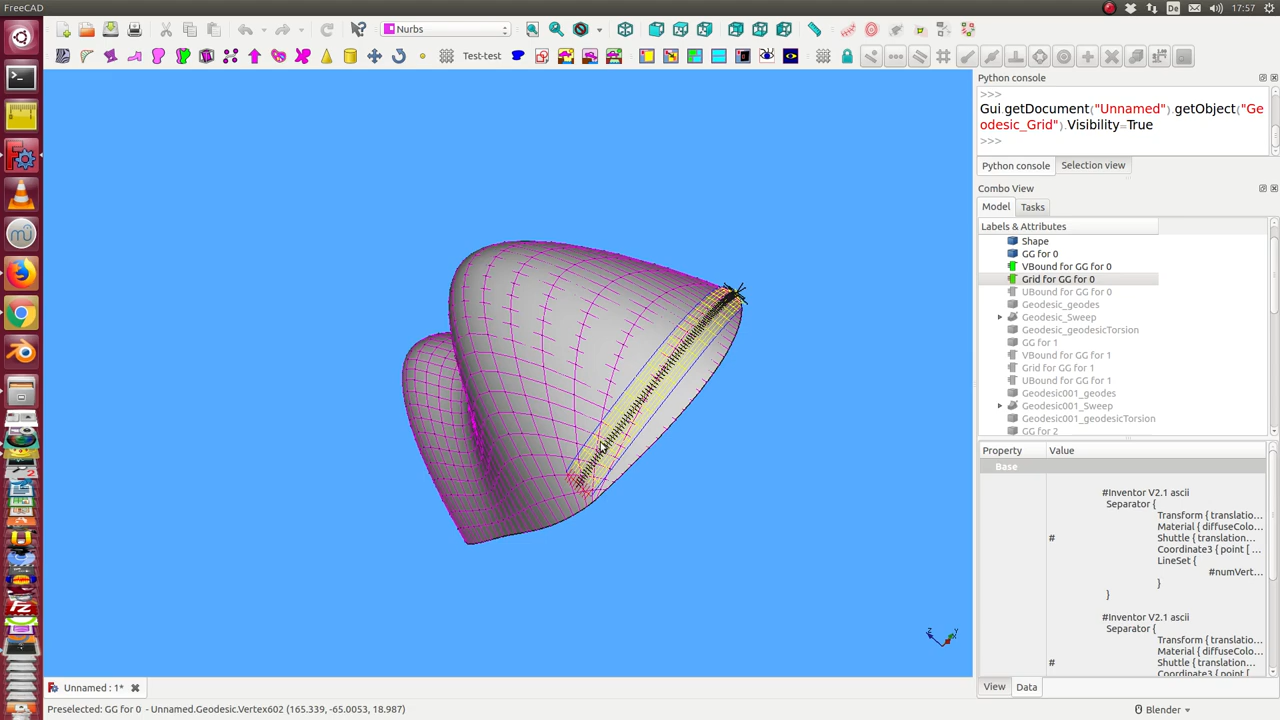 FreeCAD
De
17:57
Nurbs
Test-test
Python console
>>>
Gui.getDocument("Unnamed").getObject("Ge
odesic_Grid").Visibility=True
>>>
Python console
Selection view
Combo View
Model
Tasks
Labels & Attributes
Shape
GG for 0
VBound for GG for 0
Grid for GG for 0
UBound for GG for 0
Geodesic_geodes
Geodesic_Sweep
Geodesic_geodesicTorsion
GG for 1
VBound for GG for 1
Grid for GG for 1
UBound for GG for 1
Geodesic001_geodes
Geodesic001_Sweep
Geodesic001_geodesicTorsion
GG for 2
Property Value
Base
#Inventor V2.1 ascii
Separator {
Transform { translatio...
Material { diffuseColo...
# Shuttle { translation...
Coordinate3 { point [ ...
LineSet {
#numVert...
}
}
#Inventor V2.1 ascii
Separator {
Transform { translatio...
Material { diffuseColo...
# Shuttle { translation...
Coordinate3 { point [ ...
View
Data
Z
Y
Unnamed : 1*
Preselected: GG for 0 - Unnamed.Geodesic.Vertex602 (165.339, -65.0053, 18.987)
Blender